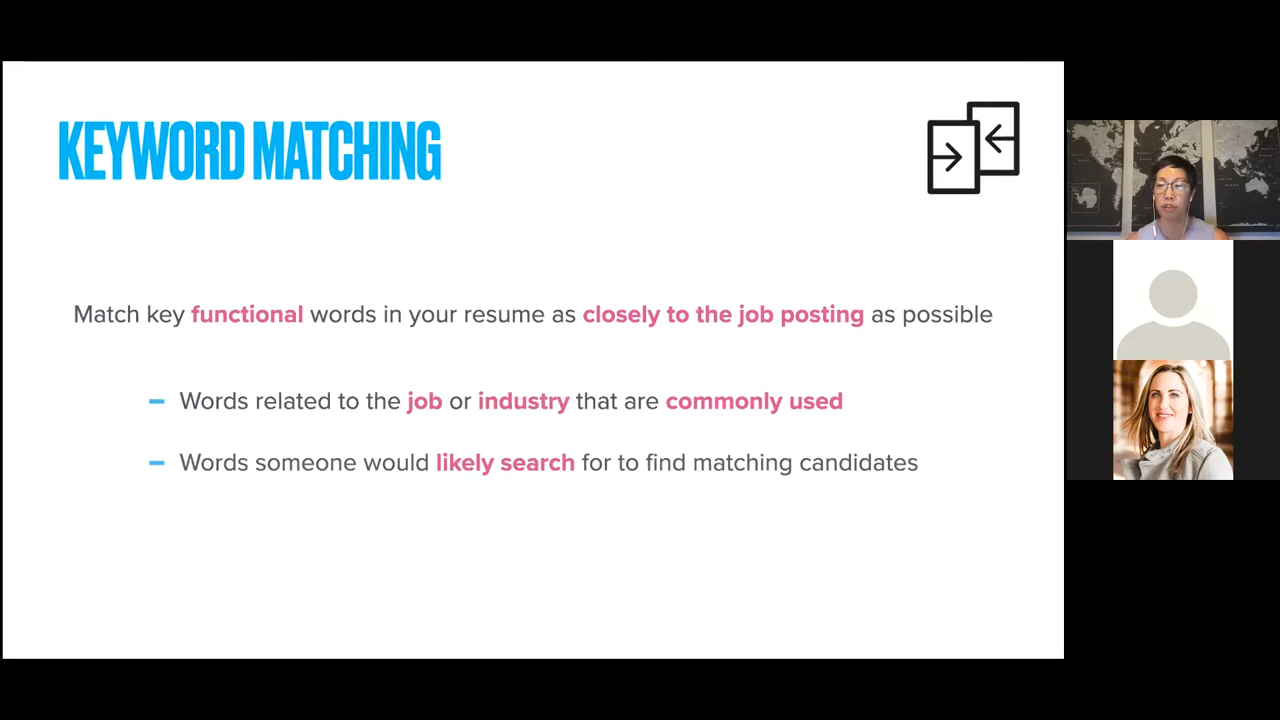 KEYWORD MATCHING
Match key functional words in your resume as closely to the job posting as possible
Words related to the job or industry that are commonly used
Words someone would likely search for to find matching candidates